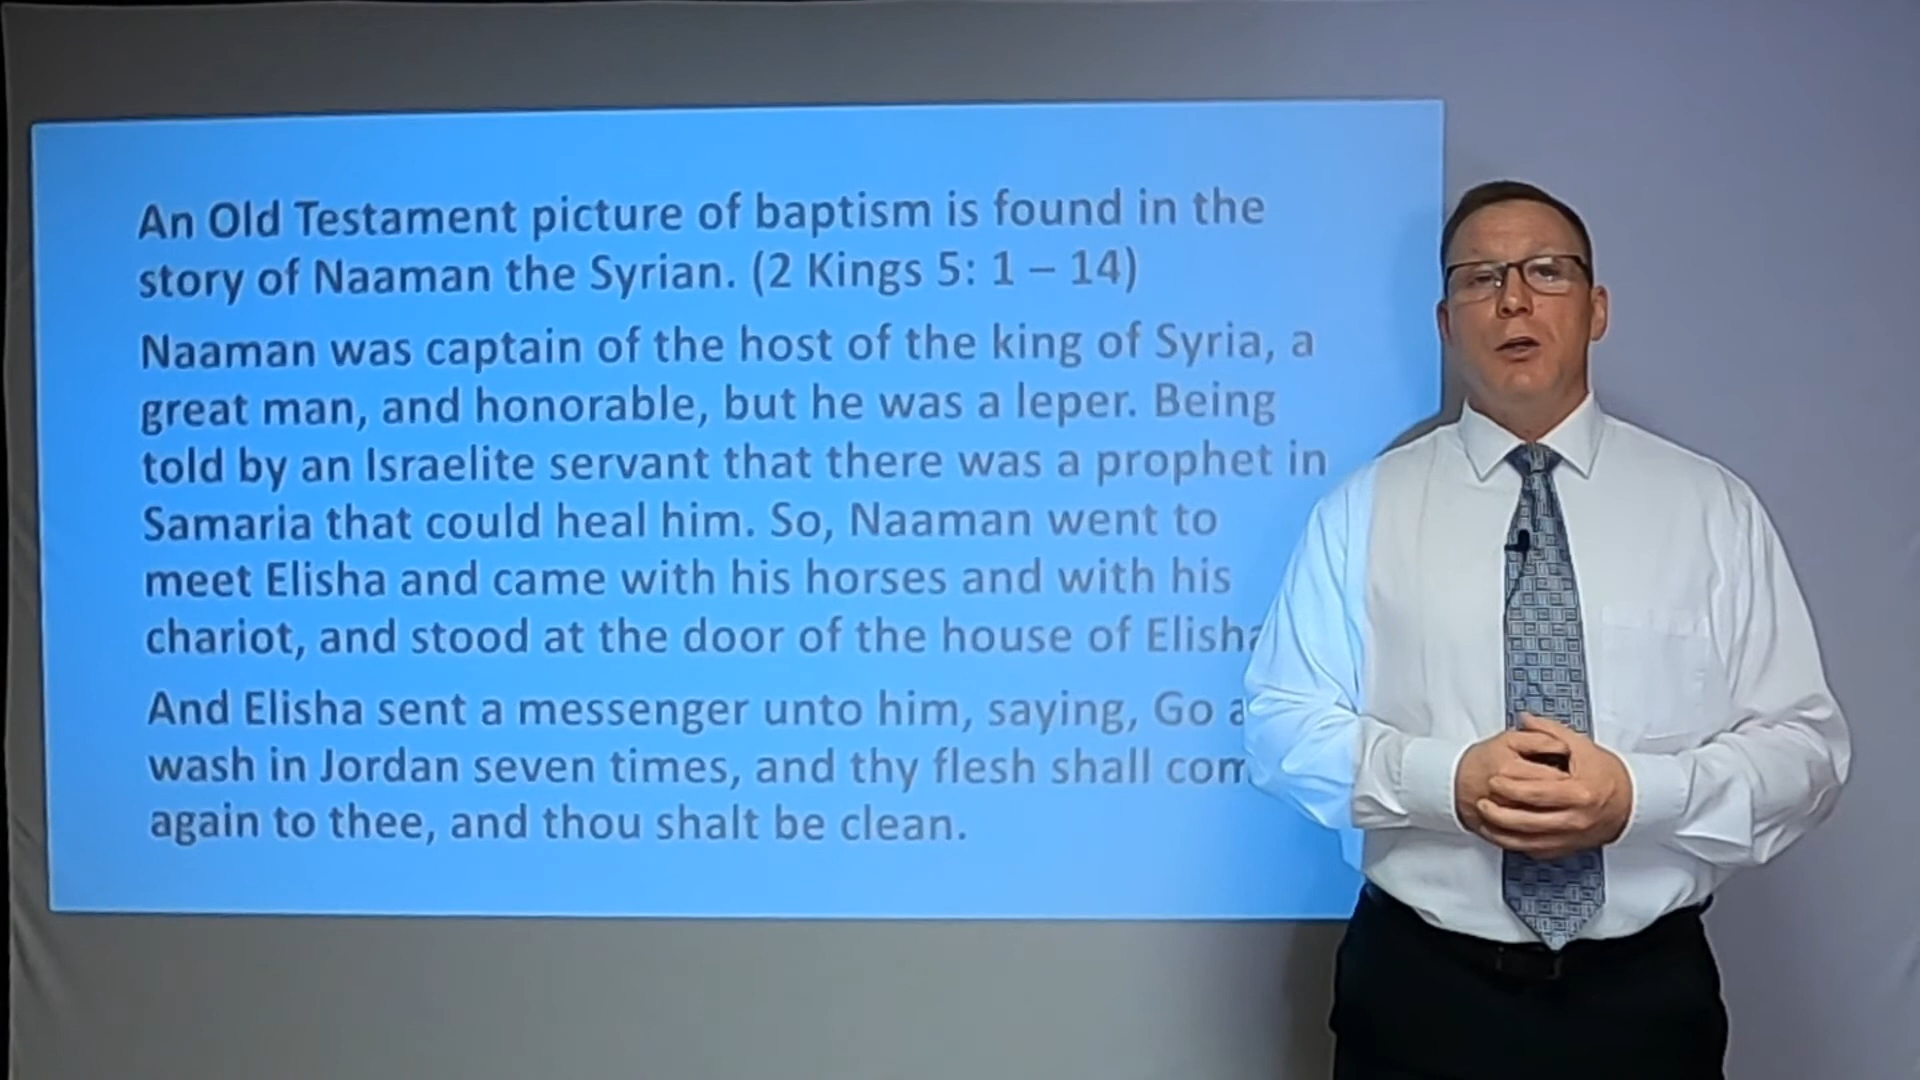 An Old Testament picture of baptism is found in the
story of Naaman the Syrian. (2 Kings 5: 1 – 14)
Naaman was captain of the host of the king of Syria, a
great man, and honorable, but he was a leper. Being
told by an Israelite servant that there was a prophet in
Samaria that could heal him. So, Naaman went to
meet Elisha and came with his horses and with his
chariot, and stood at the door of the house of
And Elisha sent a messenger unto him, saying, Go
wash in Jordan seven times, and thy flesh shall
again to thee, and thou shalt be clean.